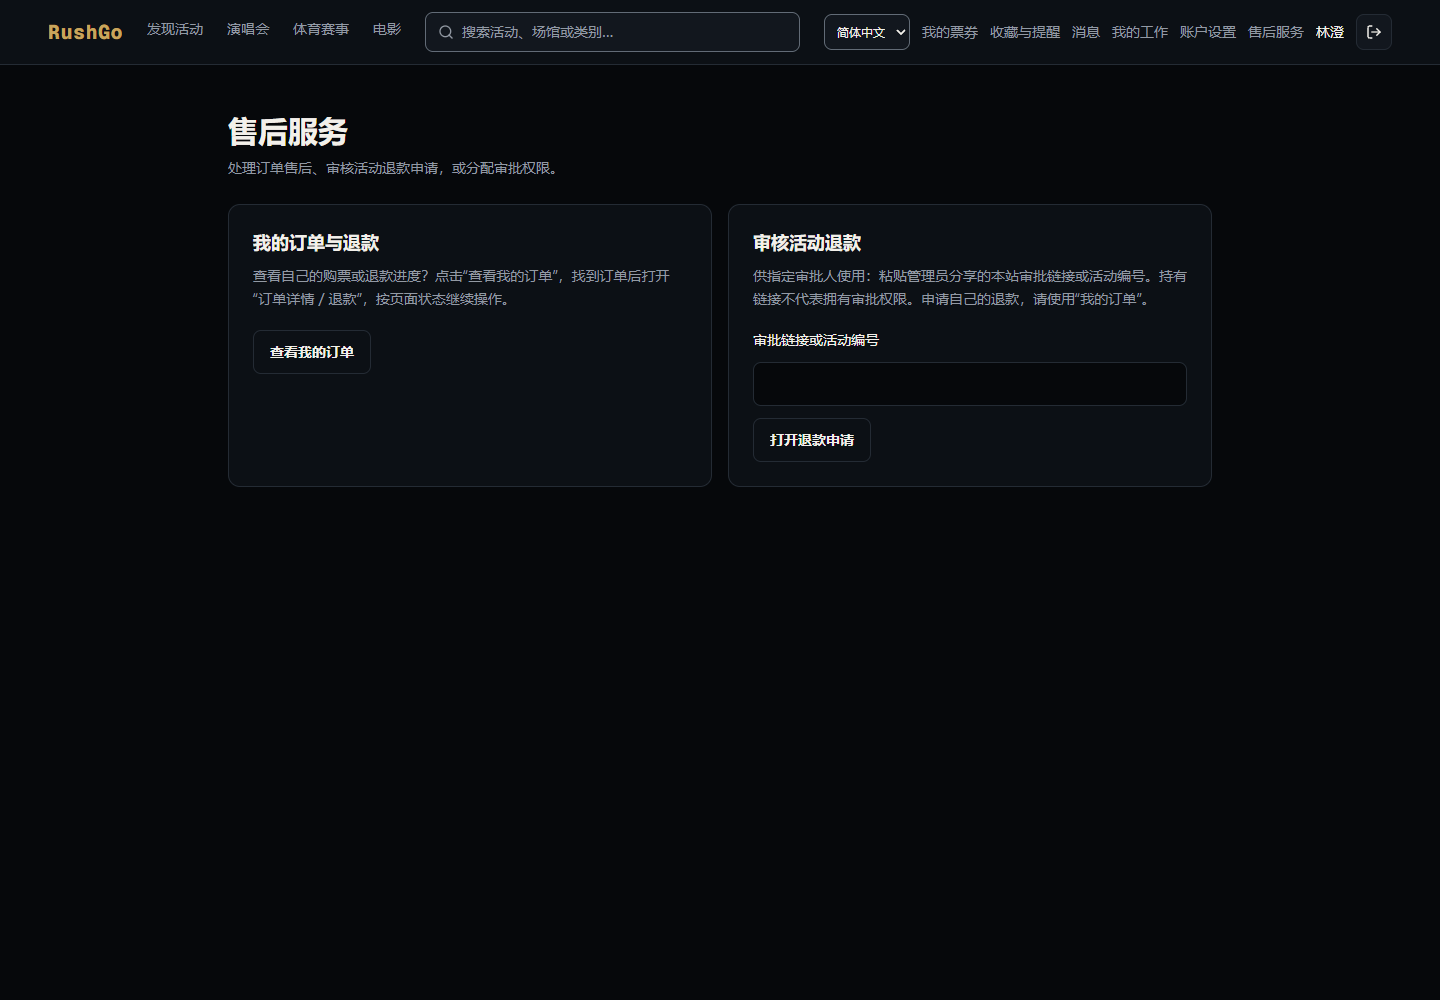 RushGo
发现活动
演唱会
体育赛事
电影
搜索活动、场馆或类别...
简体中文
我的票券
收藏与提醒
消息
我的工作
账户设置
售后服务
林澄
售后服务
处理订单售后、审核活动退款申请，或分配审批权限。
我的订单与退款
查看自己的购票或退款进度？点击“查看我的订单”，找到订单后打开
“订单详情 / 退款”，按页面状态继续操作。
查看我的订单
审核活动退款
供指定审批人使用：粘贴管理员分享的本站审批链接或活动编号。持有
链接不代表拥有审批权限。申请自己的退款，请使用“我的订单”。
审批链接或活动编号
打开退款申请